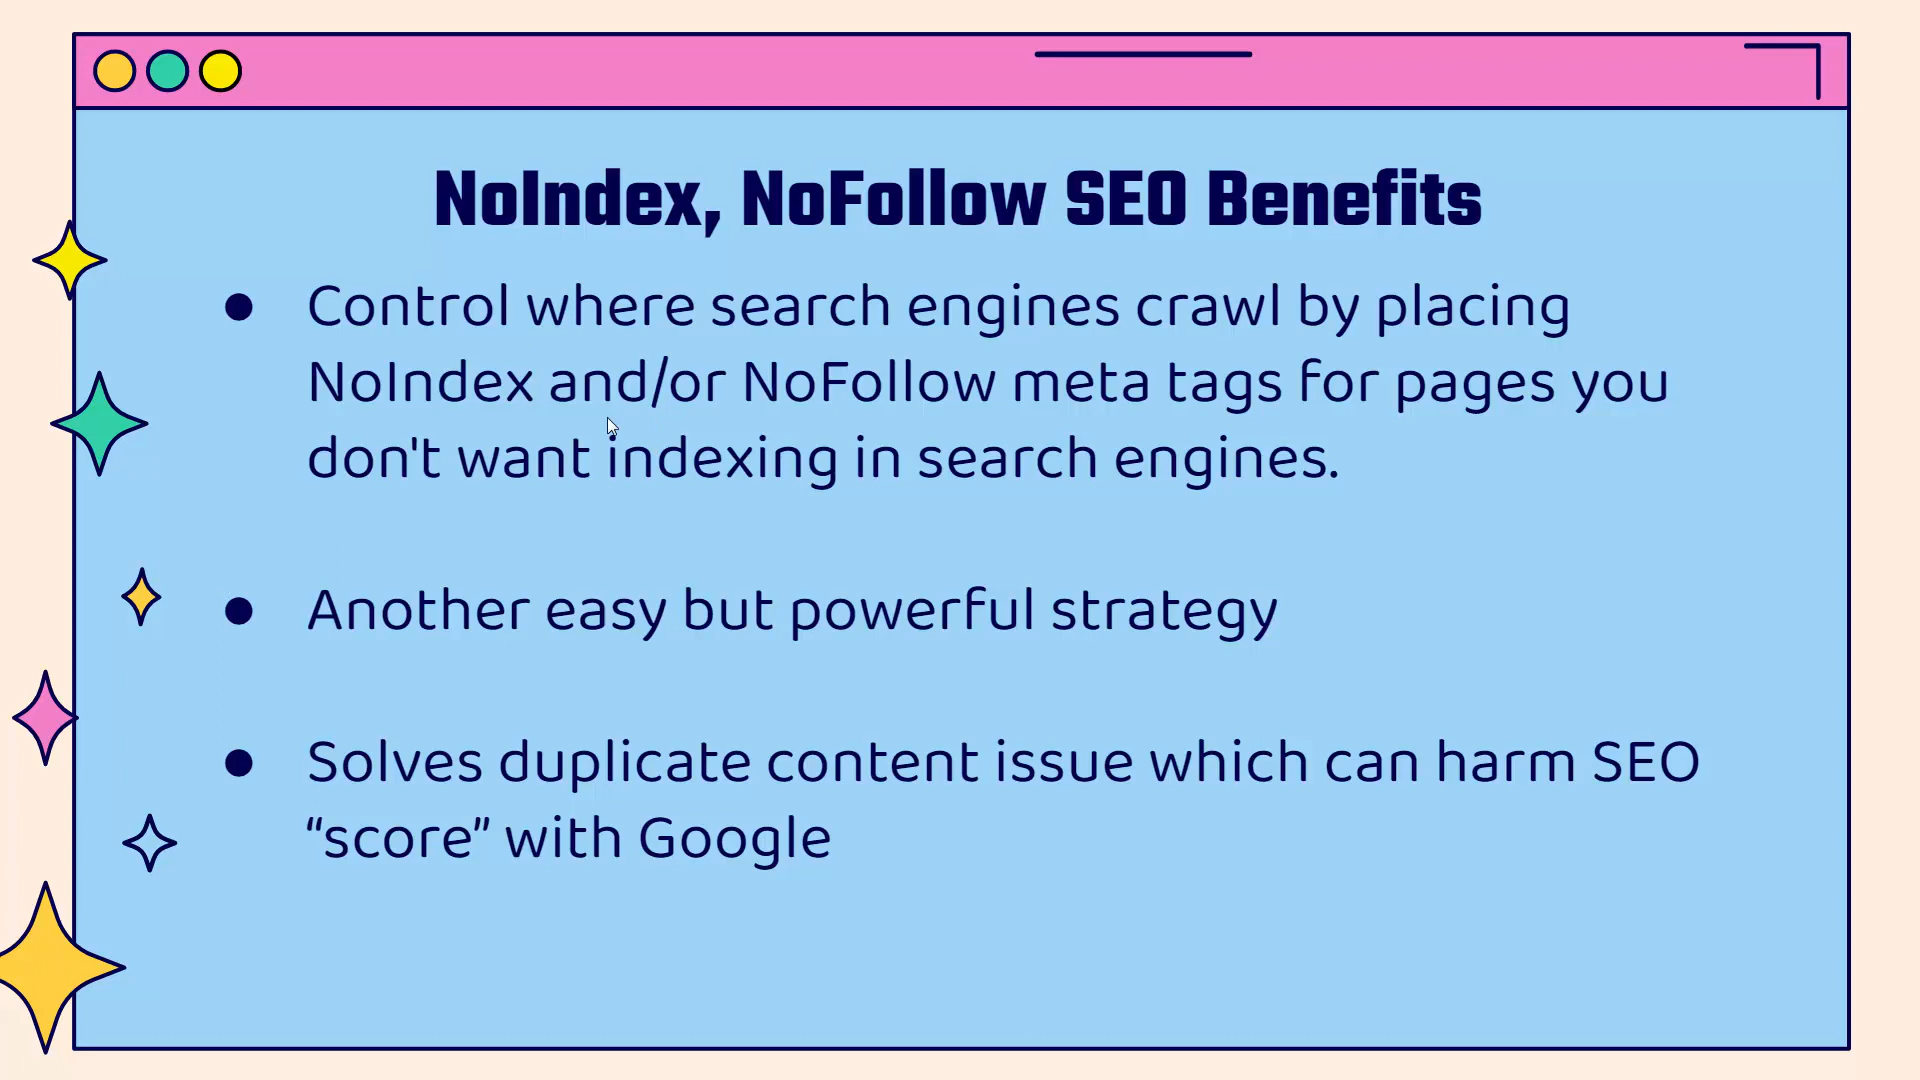 NoIndex, NoFollow SEO Benefits
● Control where search engines crawl by placing
NoIndex and/or NoFollow meta tags for pages you
don't want indexing in search engines.
● Another easy but powerful strategy
● Solves duplicate content issue which can harm SEO
“score” with Google